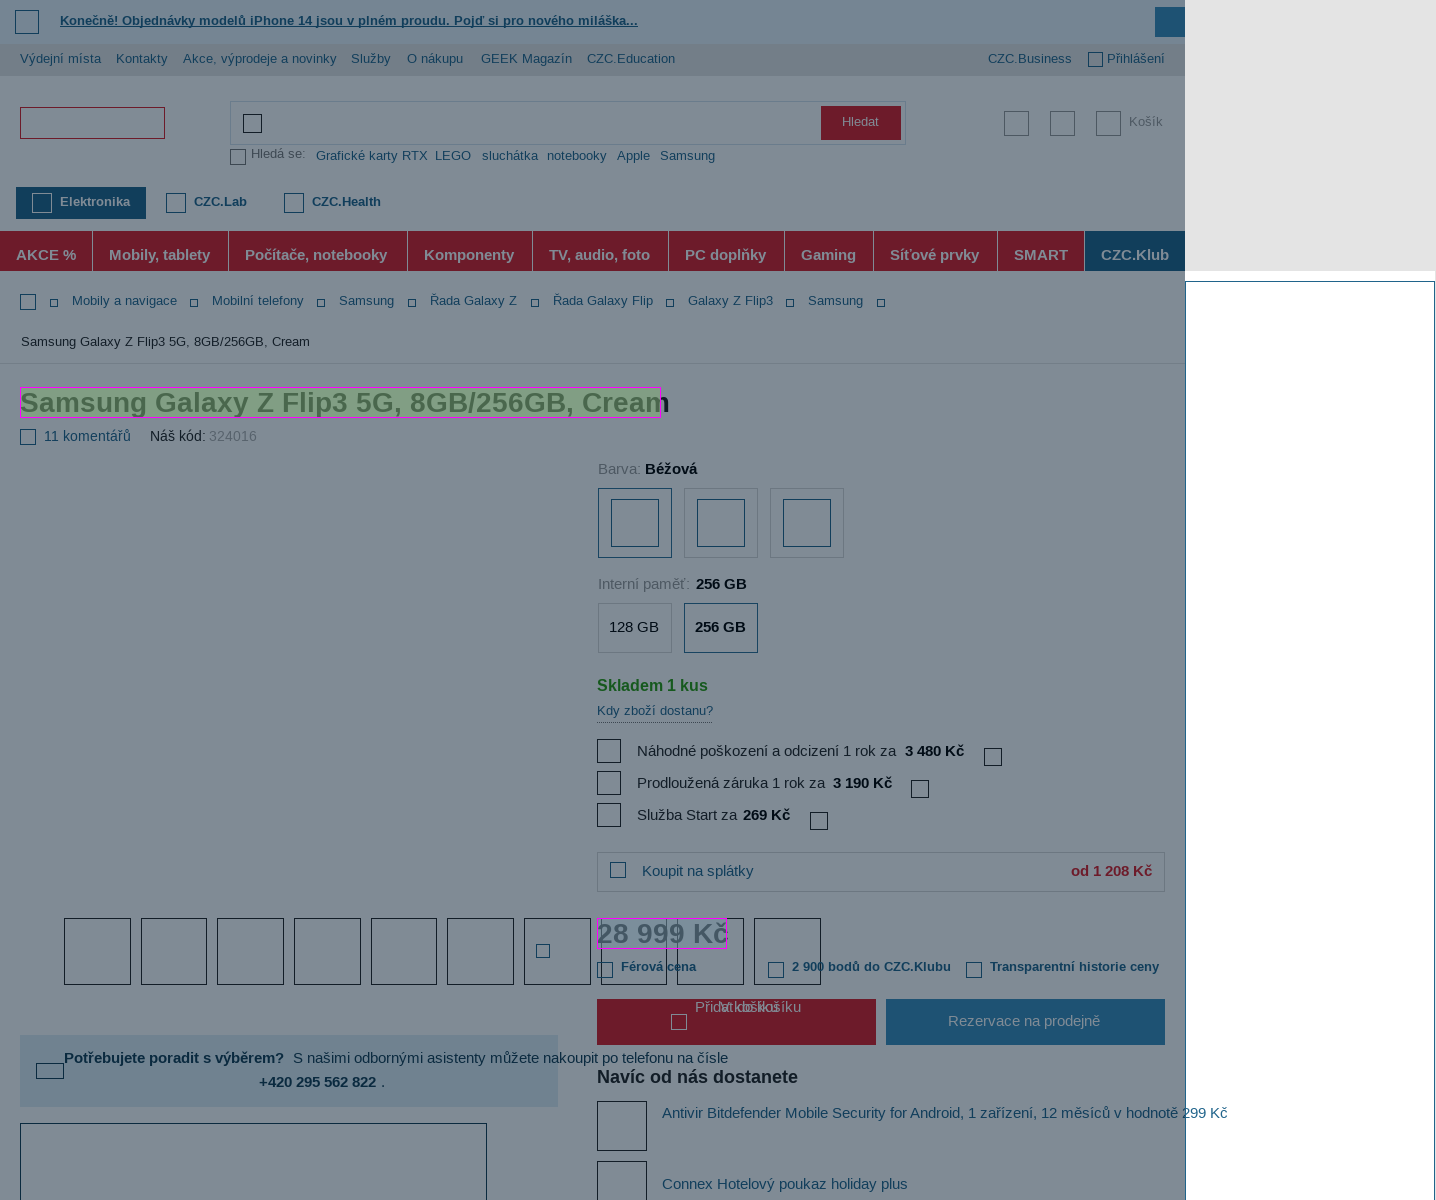 Konečně! Objednávky modelů iPhone 14 jsou v plném proudu. Pojď si pro nového miláška...
Výdejní místa Kontakty Akce, výprodeje a novinky Služby O nákupu GEEK Magazín CZC.Education CZC.Business Přihlášení
Hledat Košík
Hledá se: Grafické karty RTX LEGO sluchátka notebooky Apple Samsung
Elektronika CZC.Lab CZC.Health
AKCE % Mobily, tablety Počítače, notebooky Komponenty TV, audio, foto PC doplňky Gaming Síťové prvky SMART CZC.Klub
Mobily a navigace Mobilní telefony Samsung Řada Galaxy Z Řada Galaxy Flip Galaxy Z Flip3 Samsung
Samsung Galaxy Z Flip3 5G, 8GB/256GB, Cream
Samsung Galaxy Z Flip3 5G, 8GB/256GB, Cream
11 komentářů Náš kód: 324016
Barva: Béžová
Interní paměť: 256 GB
128 GB 256 GB
Skladem 1 kus
Kdy zboží dostanu?
Náhodné poškození a odcizení 1 rok za 3 480 Kč
Prodloužená záruka 1 rok za 3 190 Kč
Služba Start za 269 Kč
Koupit na splátky od 1 208 Kč
28 999 Kč
Férová cena 2 900 bodů do CZC.Klubu Transparentní historie ceny
Přidat do košíku V košíku
Rezervace na prodejně
Potřebujete poradit s výběrem? S našimi odbornými asistenty můžete nakoupit po telefonu na čísle
+420 295 562 822 .
Navíc od nás dostanete
Antivir Bitdefender Mobile Security for Android, 1 zařízení, 12 měsíců v hodnotě 299 Kč
Connex Hotelový poukaz holiday plus